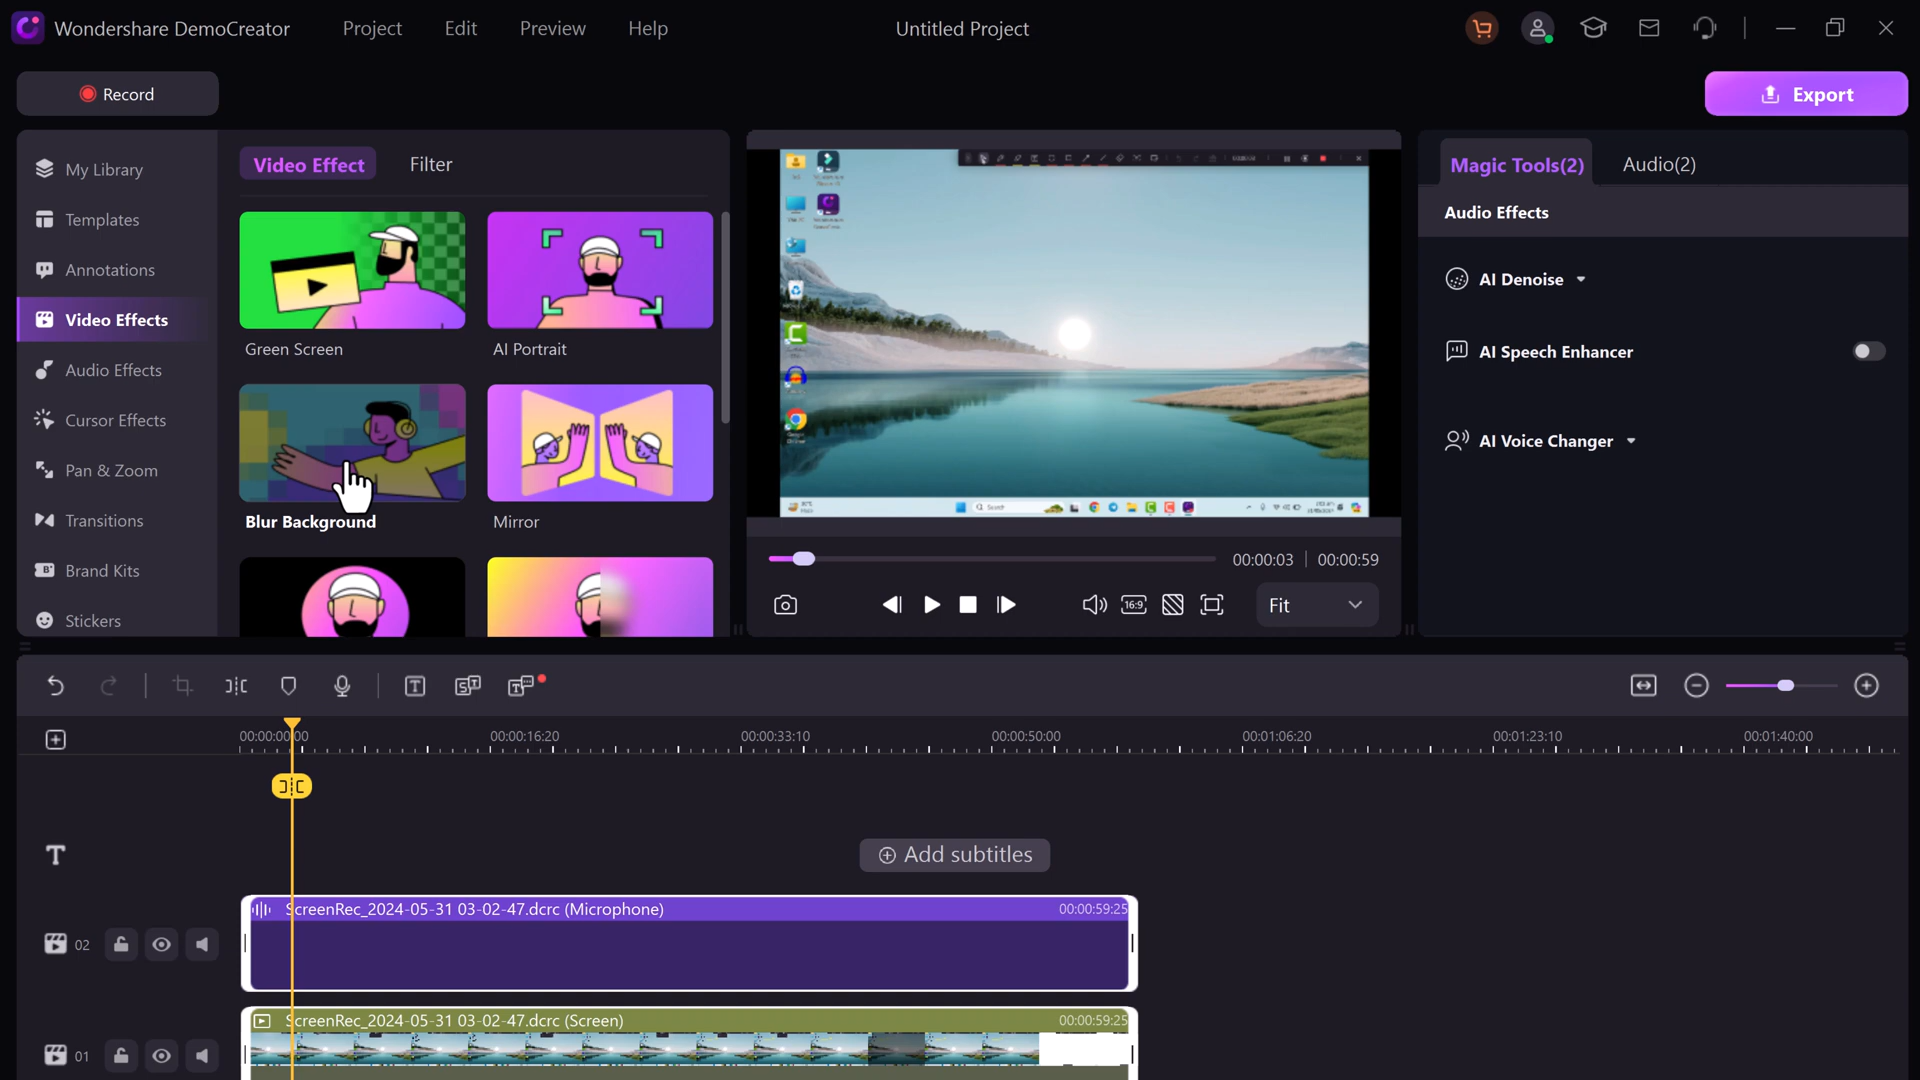 Wondershare DemoCreator
Project
Edit
Preview
Help
Untitled Project
Record
Export
My Library
Templates
Annotations
Video Effects
Audio Effects
Cursor Effects
Pan & Zoom
Transitions
Brand Kits
Stickers
Video Effect
Filter
Green Screen
AI Portrait
Blur Background
Mirror
Search
00:00:03
00:00:59
16:9
Fit
Magic Tools(2)
Audio(2)
Audio Effects
AI Denoise
AI Speech Enhancer
AI Voice Changer
00:00:00:00
00:00:16:20
00:00:33:10
00:00:50:00
00:01:06:20
00:01:23:10
00:01:40:00
Add subtitles
ScreenRec_2024-05-31 03-02-47.dcrc (Microphone)
00:00:59:25
02
ScreenRec_2024-05-31 03-02-47.dcrc (Screen)
00:00:59:25
01